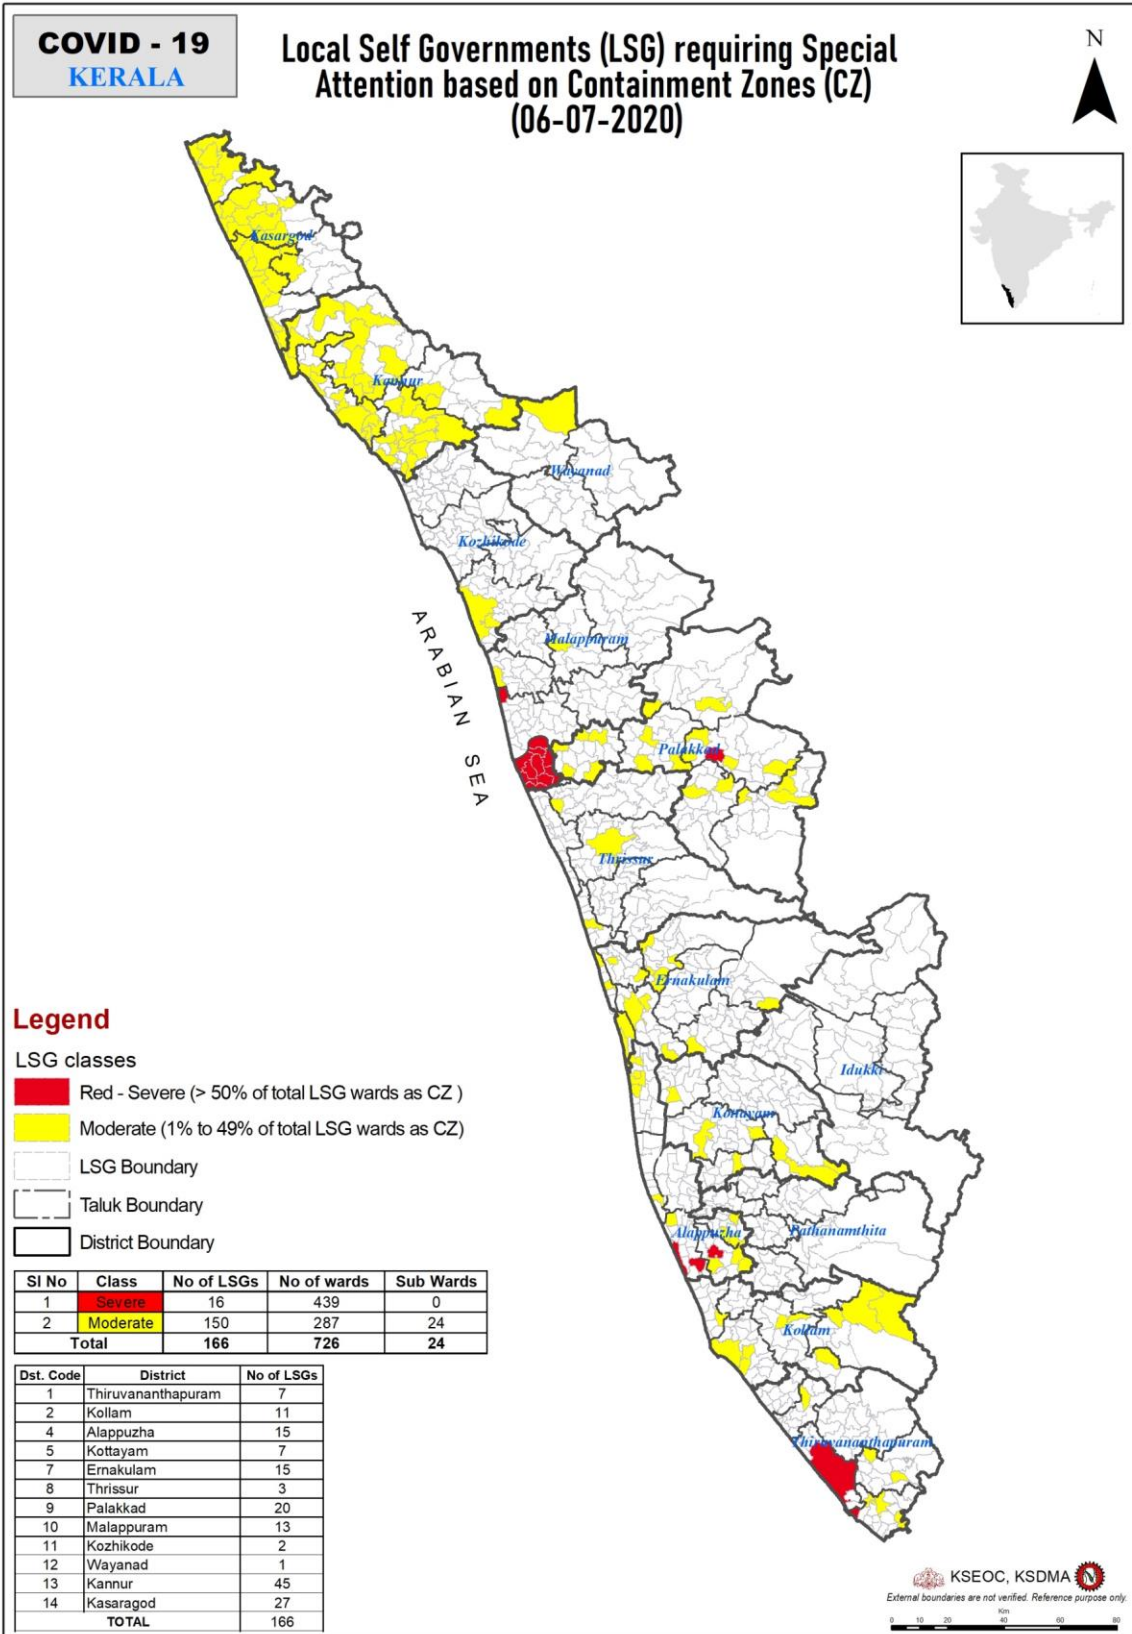 COVID - 19
KERALA
Local Self Governments (LSG) requiring Special
Attention based on Containment Zones (CZ)
(06-07-2020)
N
Kasargod
Kannur
Wayanad
Kozhikode
Malappuram
ARABIAN SEA
Palakkad
Thrissur
Ernakulam
Idukki
Kottayam
Alappuzha
Pathanamthita
Kollam
Thiruvananthapuram
Legend
LSG classes
Red - Severe (> 50% of total LSG wards as CZ )
Moderate (1% to 49% of total LSG wards as CZ)
LSG Boundary
Taluk Boundary
District Boundary
Sl No Class No of LSGs No of wards Sub Wards
1 Severe 16 439 0
2 Moderate 150 287 24
Total 166 726 24
Dst. Code District No of LSGs
1 Thiruvananthapuram 7
2 Kollam 11
4 Alappuzha 15
5 Kottayam 7
7 Ernakulam 15
8 Thrissur 3
9 Palakkad 20
10 Malappuram 13
11 Kozhikode 2
12 Wayanad 1
13 Kannur 45
14 Kasaragod 27
TOTAL 166
KSEOC, KSDMA
External boundaries are not verified. Reference purpose only.
Km
0 10 20 40 60 80